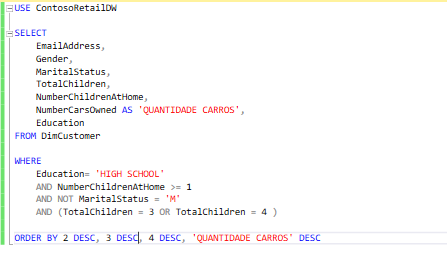 USE ContosoRetailDW
SELECT
EmailAddress,
Gender,
MaritalStatus,
TotalChildren,
NumberChildrenAtHome,
NumberCarsOwned AS 'QUANTIDADE CARROS',
Education
FROM DimCustomer
WHERE
Education= 'HIGH SCHOOL'
AND NumberChildrenAtHome >= 1
AND NOT MaritalStatus = 'M'
AND (TotalChildren = 3 OR TotalChildren = 4 )
ORDER BY 2 DESC, 3 DESC, 4 DESC, 'QUANTIDADE CARROS' DESC